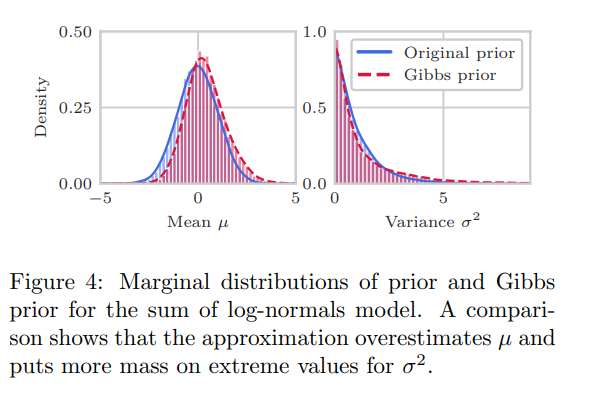 0.50
0.25
0.00
Density
−5
0
5
Mean μ
1.0
0.5
0.0
Original prior
Gibbs prior
0
5
Variance σ²
Figure 4: Marginal distributions of prior and Gibbs
prior for the sum of log-normals model. A compari-
son shows that the approximation overestimates μ and
puts more mass on extreme values for σ².